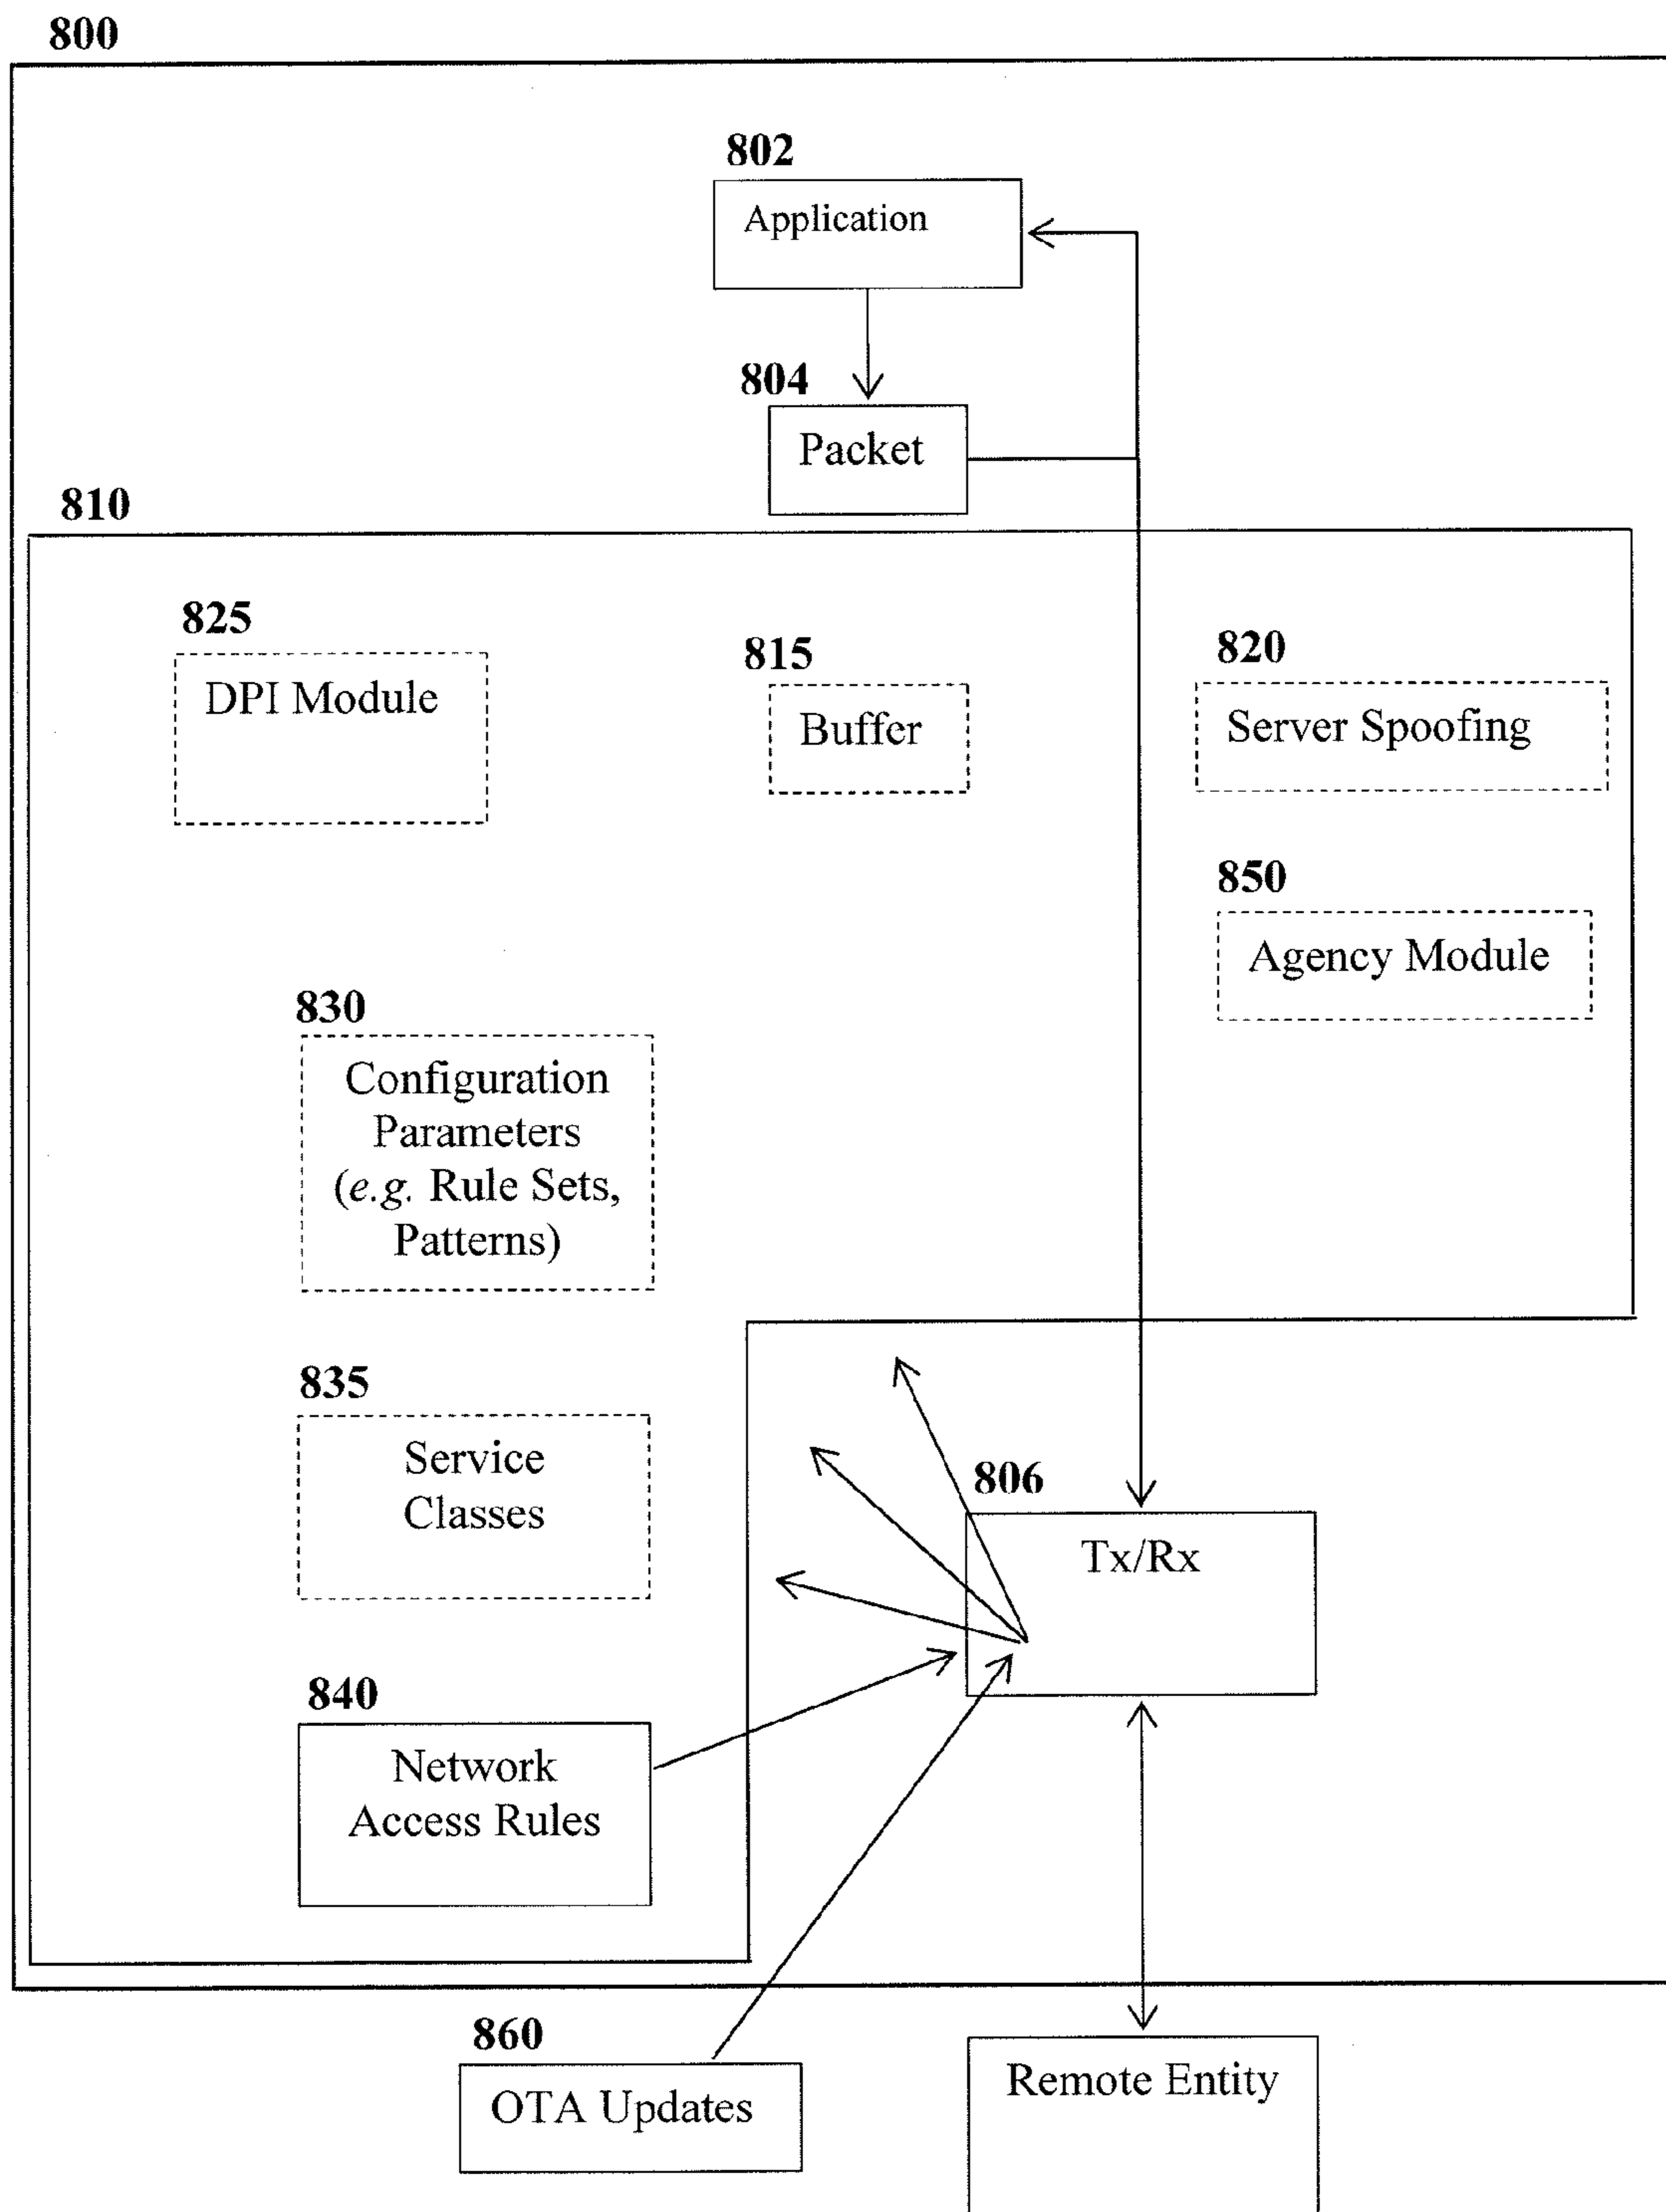 800
802
Application
804
Packet
810
825
DPI Module
815
Buffer
820
Server Spoofing
850
Agency Module
830
Configuration
Parameters
(e.g. Rule Sets,
Patterns)
835
Service
Classes
806
Tx/Rx
840
Network
Access Rules
860
OTA Updates
Remote Entity